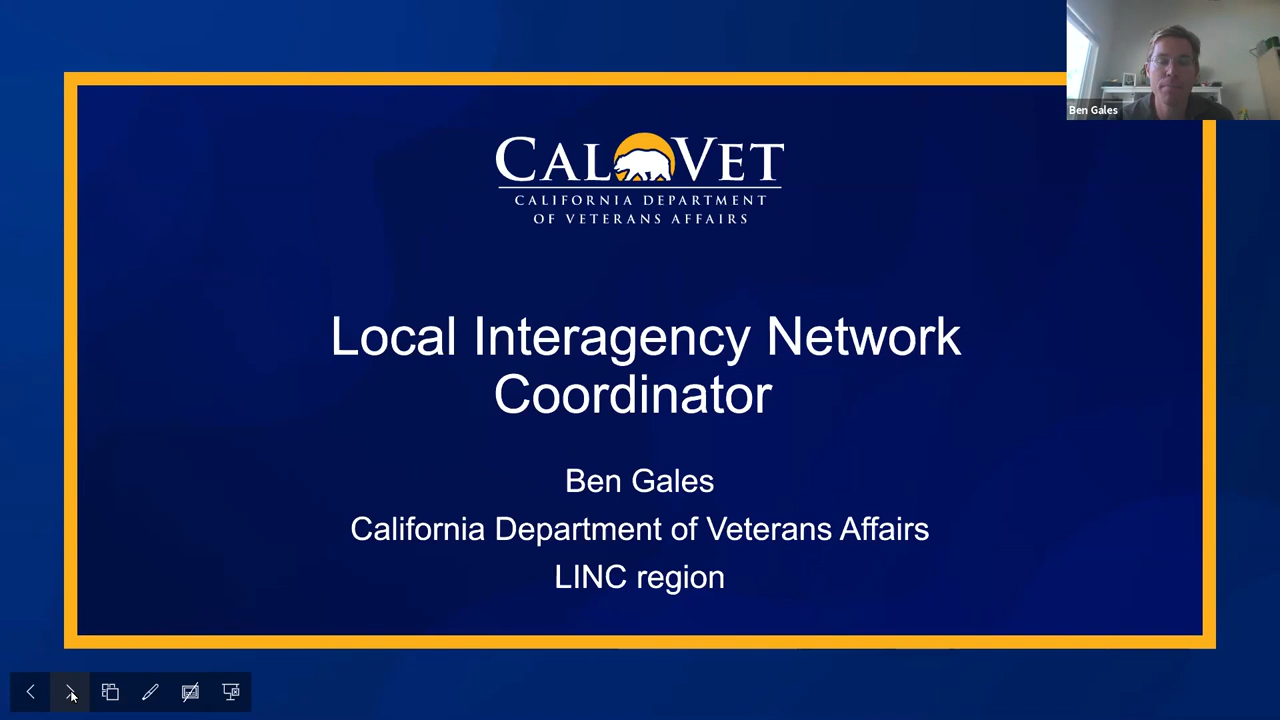 CALVET
CALIFORNIA DEPARTMENT
OF VETERANS AFFAIRS
Ben Gales
Local Interagency Network
Coordinator
Ben Gales
California Department of Veterans Affairs
LINC region